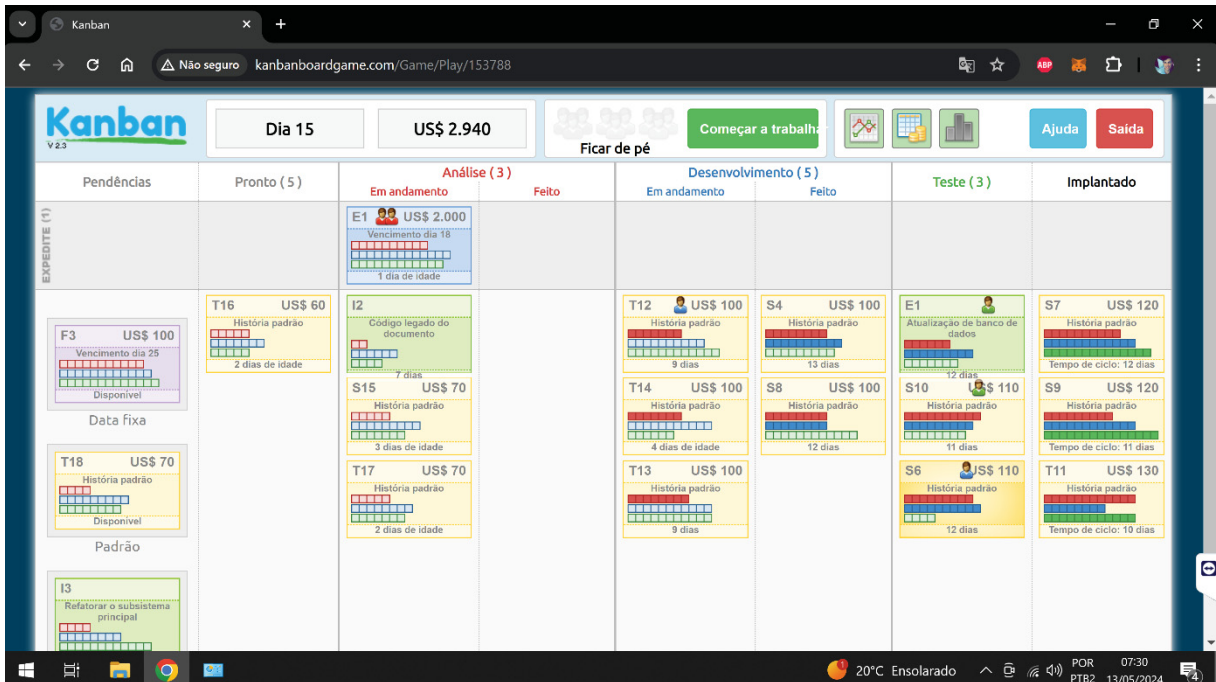 Kanban
Não seguro
kanbanboardgame.com/Game/Play/153788
ABP
Kanban
V 2.3
Dia 15
US$ 2.940
Ficar de pé
Começar a trabalha
Ajuda
Saída
Pendências
Pronto ( 5 )
Análise ( 3 )
Em andamento
Feito
Desenvolvimento ( 5 )
Em andamento
Feito
Teste ( 3 )
Implantado
EXPEDITE (1)
E1 US$ 2.000
Vencimento dia 18
1 dia de idade
F3 US$ 100
Vencimento dia 25
Disponível
Data fixa
T18 US$ 70
História padrão
Disponível
Padrão
I3
Refatorar o subsistema
principal
T16 US$ 60
História padrão
2 dias de idade
I2
Código legado do
documento
7 dias
S15 US$ 70
História padrão
3 dias de idade
T17 US$ 70
História padrão
2 dias de idade
T12 US$ 100
História padrão
9 dias
T14 US$ 100
História padrão
4 dias de idade
T13 US$ 100
História padrão
9 dias
S4 US$ 100
História padrão
13 dias
S8 US$ 100
História padrão
12 dias
E1
Atualização de banco de
dados
12 dias
S10 US$ 110
História padrão
11 dias
S6 US$ 110
História padrão
12 dias
S7 US$ 120
História padrão
Tempo de ciclo: 12 dias
S9 US$ 120
História padrão
Tempo de ciclo: 11 dias
T11 US$ 130
História padrão
Tempo de ciclo: 10 dias
1
20°C Ensolarado
POR
PTB2
07:30
13/05/2024
4